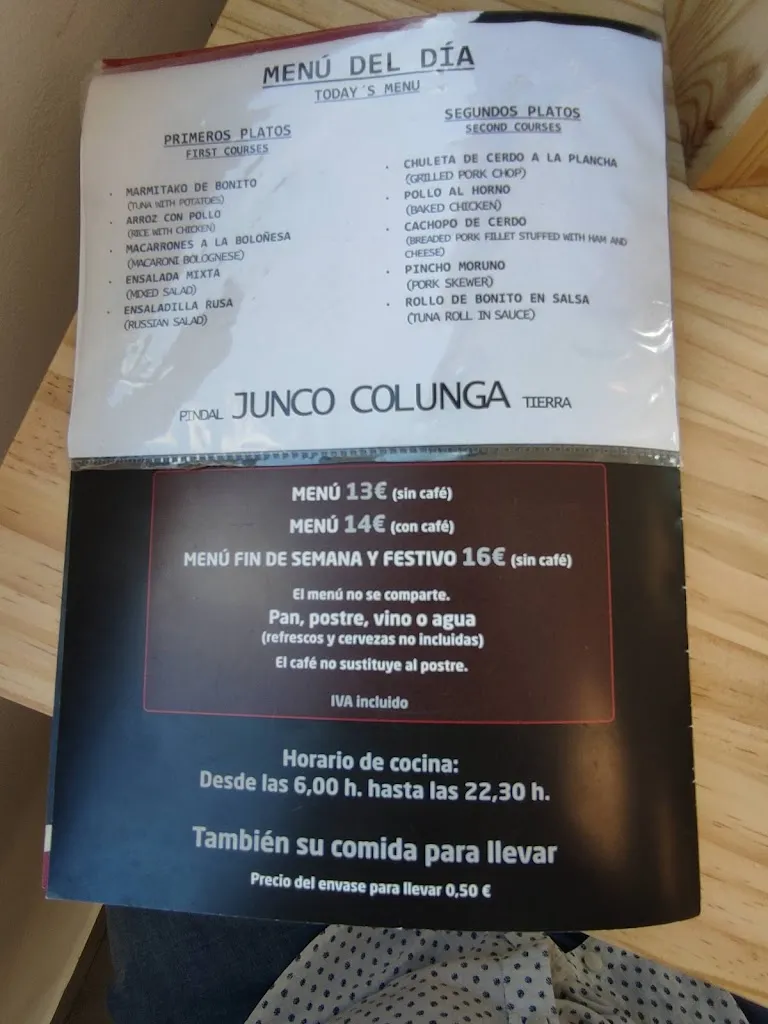 MENÚ DEL DÍA
TODAY´S MENU
PRIMEROS PLATOS
FIRST COURSES
. MARMITAKO DE BONITO
(TUNA WITH POTATOES)
. ARROZ CON POLLO
(RICE WITH CHICKEN)
. MACARRONES A LA BOLOÑESA
(MACARONI BOLOGNESE)
. ENSALADA MIXTA
(MIXED SALAD)
. ENSALADILLA RUSA
(RUSSIAN SALAD)
SEGUNDOS PLATOS
SECOND COURSES
. CHULETA DE CERDO A LA PLANCHA
(GRILLED PORK CHOP)
. POLLO AL HORNO
(BAKED CHICKEN)
. CACHOPO DE CERDO
(BREADED PORK FILLET STUFFED WITH HAM AND
CHEESE)
. PINCHO MORUNO
(PORK SKEWER)
. ROLLO DE BONITO EN SALSA
(TUNA ROLL IN SAUCE)
PINDAL JUNCO COLUNGA TIERRA
MENÚ 13€ (sin café)
MENÚ 14€ (con café)
MENÚ FIN DE SEMANA Y FESTIVO 16€ (sin café)
El menú no se comparte.
Pan, postre, vino o agua
(refrescos y cervezas no incluidas)
El café no sustituye al postre.
IVA incluido
Horario de cocina:
Desde las 6,00 h. hasta las 22,30 h.
También su comida para llevar
Precio del envase para llevar 0,50 €